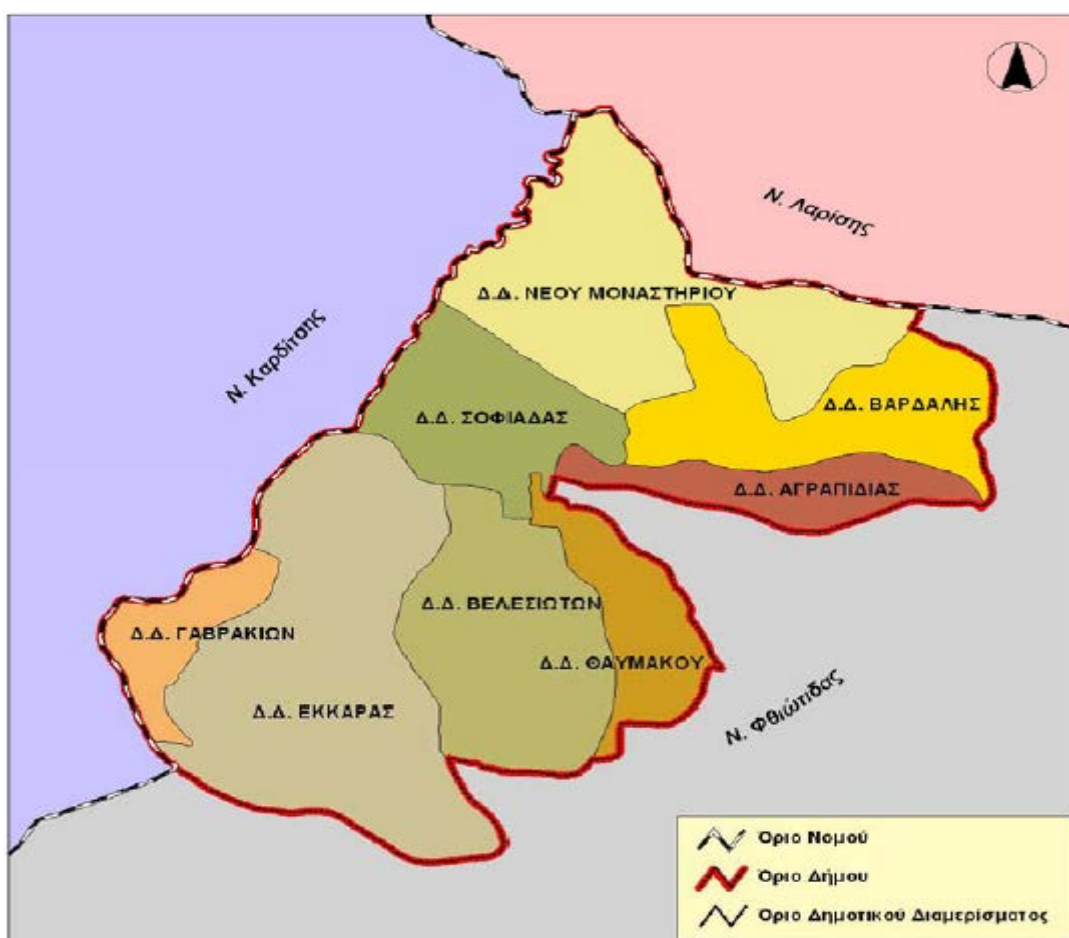 Ν. Λαρίσης
Δ.Δ. ΝΕΟΥ ΜΟΝΑΣΤΗΡΙΟΥ
Ν. Καρδίτσης
Δ.Δ. ΒΑΡΔΑΛΗΣ
Δ.Δ. ΣΟΦΙΑΔΑΣ
Δ.Δ. ΑΓΡΑΠΙΔΙΑΣ
Δ.Δ. ΒΕΛΕΣΙΩΤΩΝ
Δ.Δ. ΓΑΒΡΑΚΙΩΝ
Δ.Δ. ΘΑΥΜΑΚΟΥ
Δ.Δ. ΕΚΚΑΡΑΣ
Ν. Φθιώτιδας
Όριο Νομού
Όριο Δήμου
Όριο Δημοτικού Διαμερίσματος